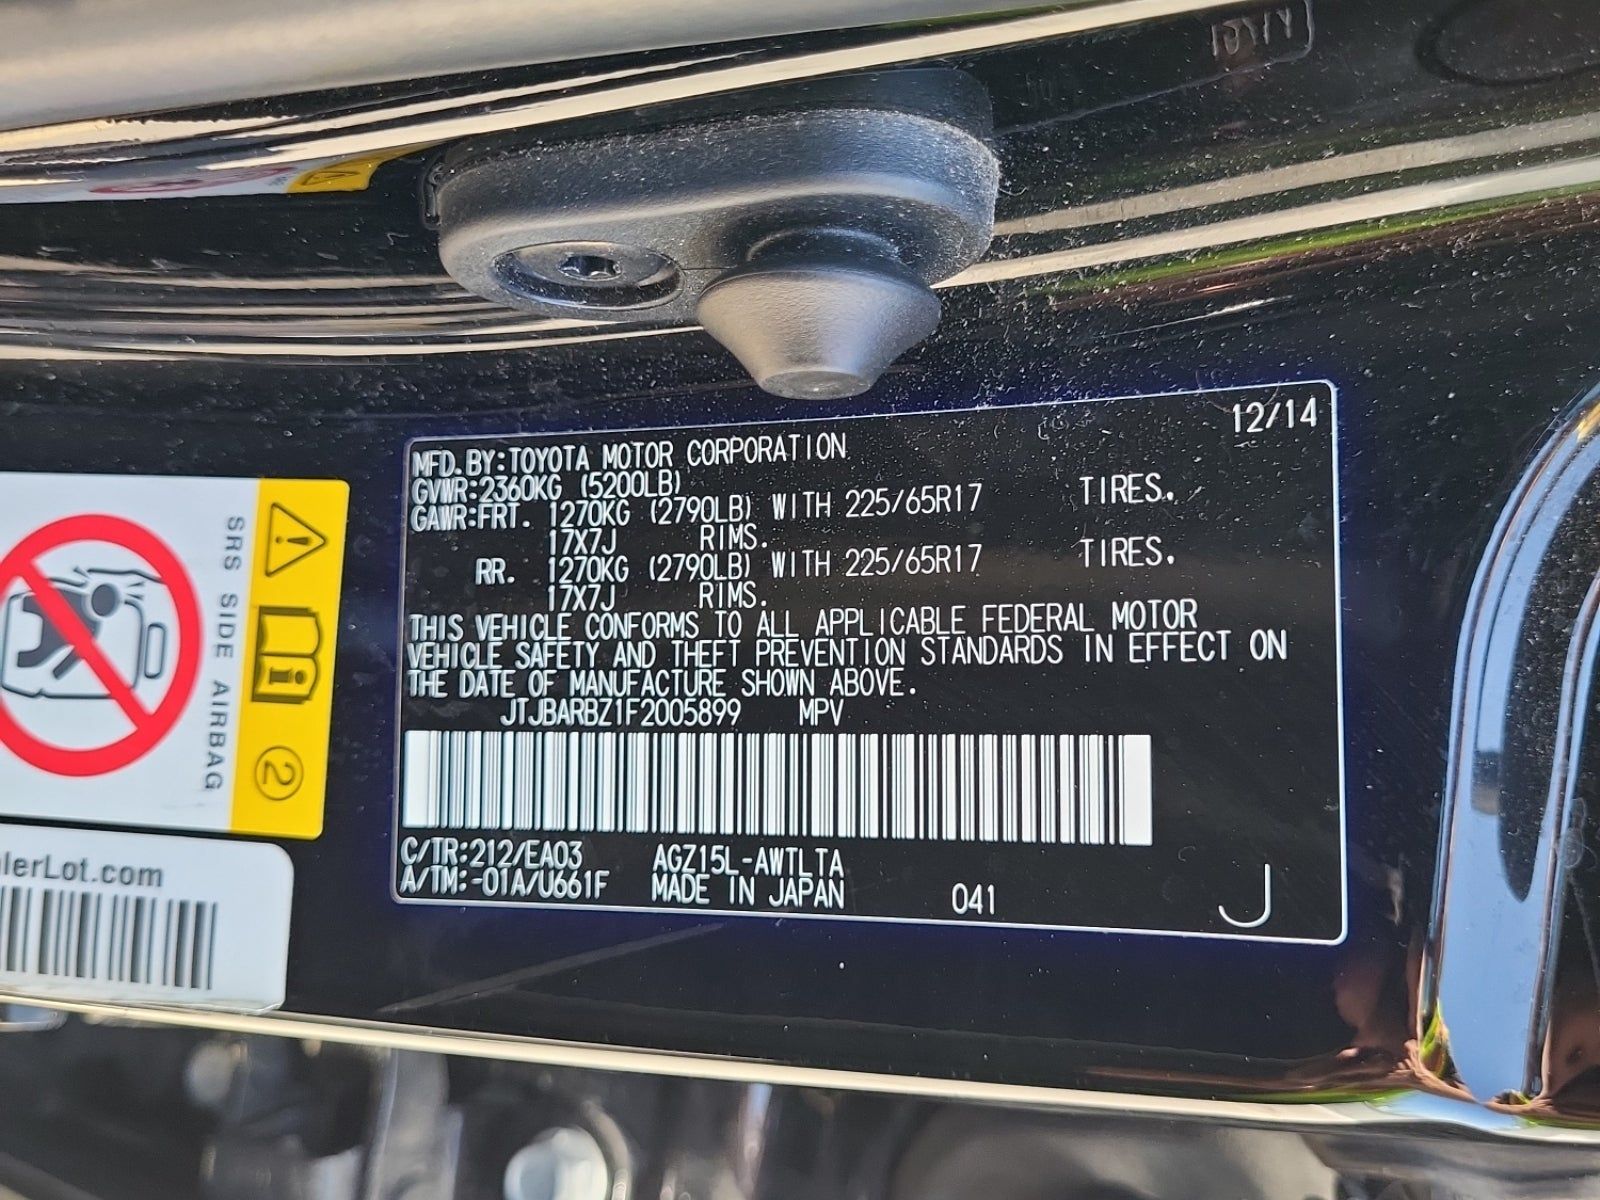 12/14
MFD.BY:TOYOTA MOTOR CORPORATION
GVWR:2360KG (5200LB)
GAWR:FRT. 1270KG (2790LB) WITH 225/65R17 TIRES.
17X7J RIMS.
RR. 1270KG (2790LB) WITH 225/65R17 TIRES.
17X7J RIMS.
THIS VEHICLE CONFORMS TO ALL APPLICABLE FEDERAL MOTOR
VEHICLE SAFETY AND THEFT PREVENTION STANDARDS IN EFFECT ON
THE DATE OF MANUFACTURE SHOWN ABOVE.
JTJBARBZ1F2005899 MPV
C/TR:212/EA03 AGZ15L-AWTLTA
A/TM:-01A/U661F MADE IN JAPAN 041 J
SRS SIDE AIRBAG
2
lerLot.com